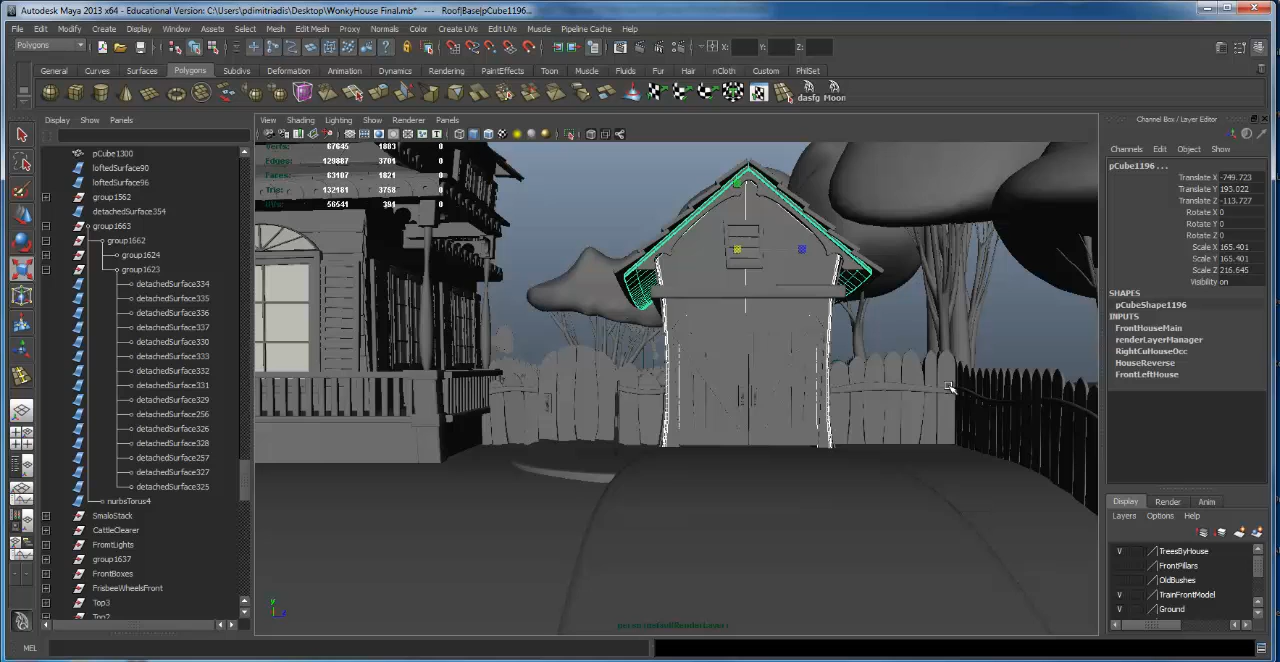 Autodesk Maya 2013 x64 - Educational Version: C:\Users\pdimitriadis\Desktop\WonkyHouse Final.mb* --- Roof|Base|pCube1196...
File Edit Modify Create Display Window Assets Select Mesh Edit Mesh Proxy Normals Color Create UVs Edit UVs Muscle Pipeline Cache Help
Polygons X: Y: Z:
General Curves Surfaces Polygons Subdivs Deformation Animation Dynamics Rendering PaintEffects Toon Muscle Fluids Fur Hair nCloth Custom PhilSet
dasfg Moon
Display Show Panels
View Shading Lighting Show Renderer Panels
Channel Box / Layer Editor
Channels Edit Object Show
pCube1300
loftedSurface90
loftedSurface96
group1562
detachedSurface354
group1663
group1662
group1624
group1623
detachedSurface334
detachedSurface335
detachedSurface336
detachedSurface337
detachedSurface330
detachedSurface333
detachedSurface332
detachedSurface331
detachedSurface329
detachedSurface256
detachedSurface326
detachedSurface328
detachedSurface257
detachedSurface327
detachedSurface325
nurbsTorus4
SmaloStack
CattleClearer
FromtLights
group1637
FrontBoxes
FrisbeeWheelsFront
Top3
Top2
Verts: 67645 1883 0
Edges: 129887 3701 0
Faces: 63107 1821 0
Tris: 132181 3758 0
UVs: 56541 391 0
y
z
persp (defaultRenderLayer)
pCube1196 ...
Translate X -749.723
Translate Y 193.022
Translate Z -113.727
Rotate X 0
Rotate Y 0
Rotate Z 0
Scale X 165.401
Scale Y 165.401
Scale Z 216.645
Visibility on
SHAPES
pCubeShape1196
INPUTS
FrontHouseMain
renderLayerManager
RightCuHouseOcc
HouseReverse
FrontLeftHouse
Display Render Anim
Layers Options Help
V TreesByHouse
FrontPillars
OldBushes
V TrainFrontModel
V Ground
MEL